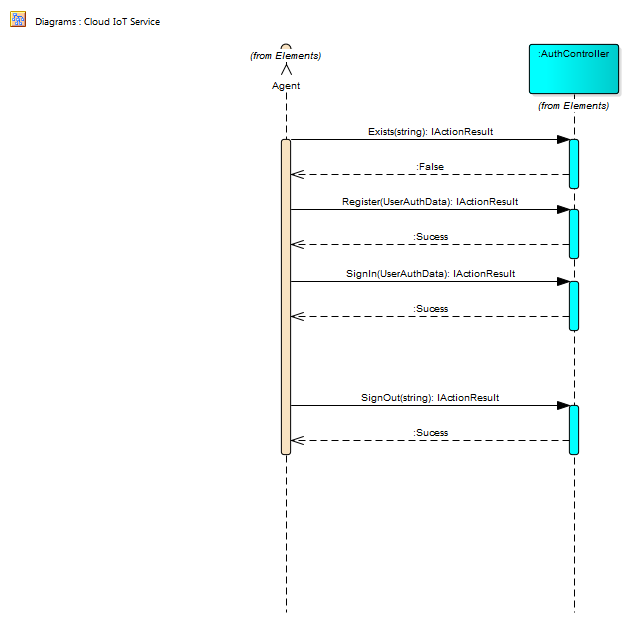 Diagrams : Cloud IoT Service
(from Elements)
Agent
:AuthController
(from Elements)
Exists(string): IActionResult
:False
Register(UserAuthData): IActionResult
:Sucess
SignIn(UserAuthData): IActionResult
:Sucess
SignOut(string): IActionResult
:Sucess